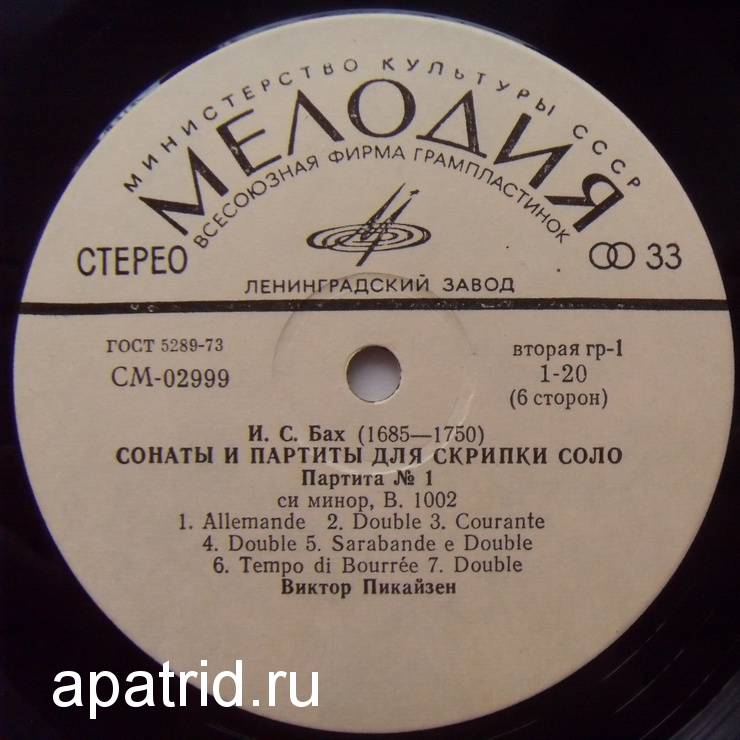 МИНИСТЕРСТВО КУЛЬТУРЫ СССР
МЕЛОДИЯ
ВСЕСОЮЗНАЯ ФИРМА ГРАМПЛАСТИНОК
СТЕРЕО
33
ЛЕНИНГРАДСКИЙ ЗАВОД
ГОСТ 5289-73
вторая гр-1
СМ-02999
1-20
(6 сторон)
И. С. Бах (1685—1750)
СОНАТЫ И ПАРТИТЫ ДЛЯ СКРИПКИ СОЛО
Партита № 1
си минор, В. 1002
1. Allemande 2. Double 3. Courante
4. Double 5. Sarabande e Double
6. Tempo di Bourrée 7. Double
Виктор Пикайзен
apatrid.ru